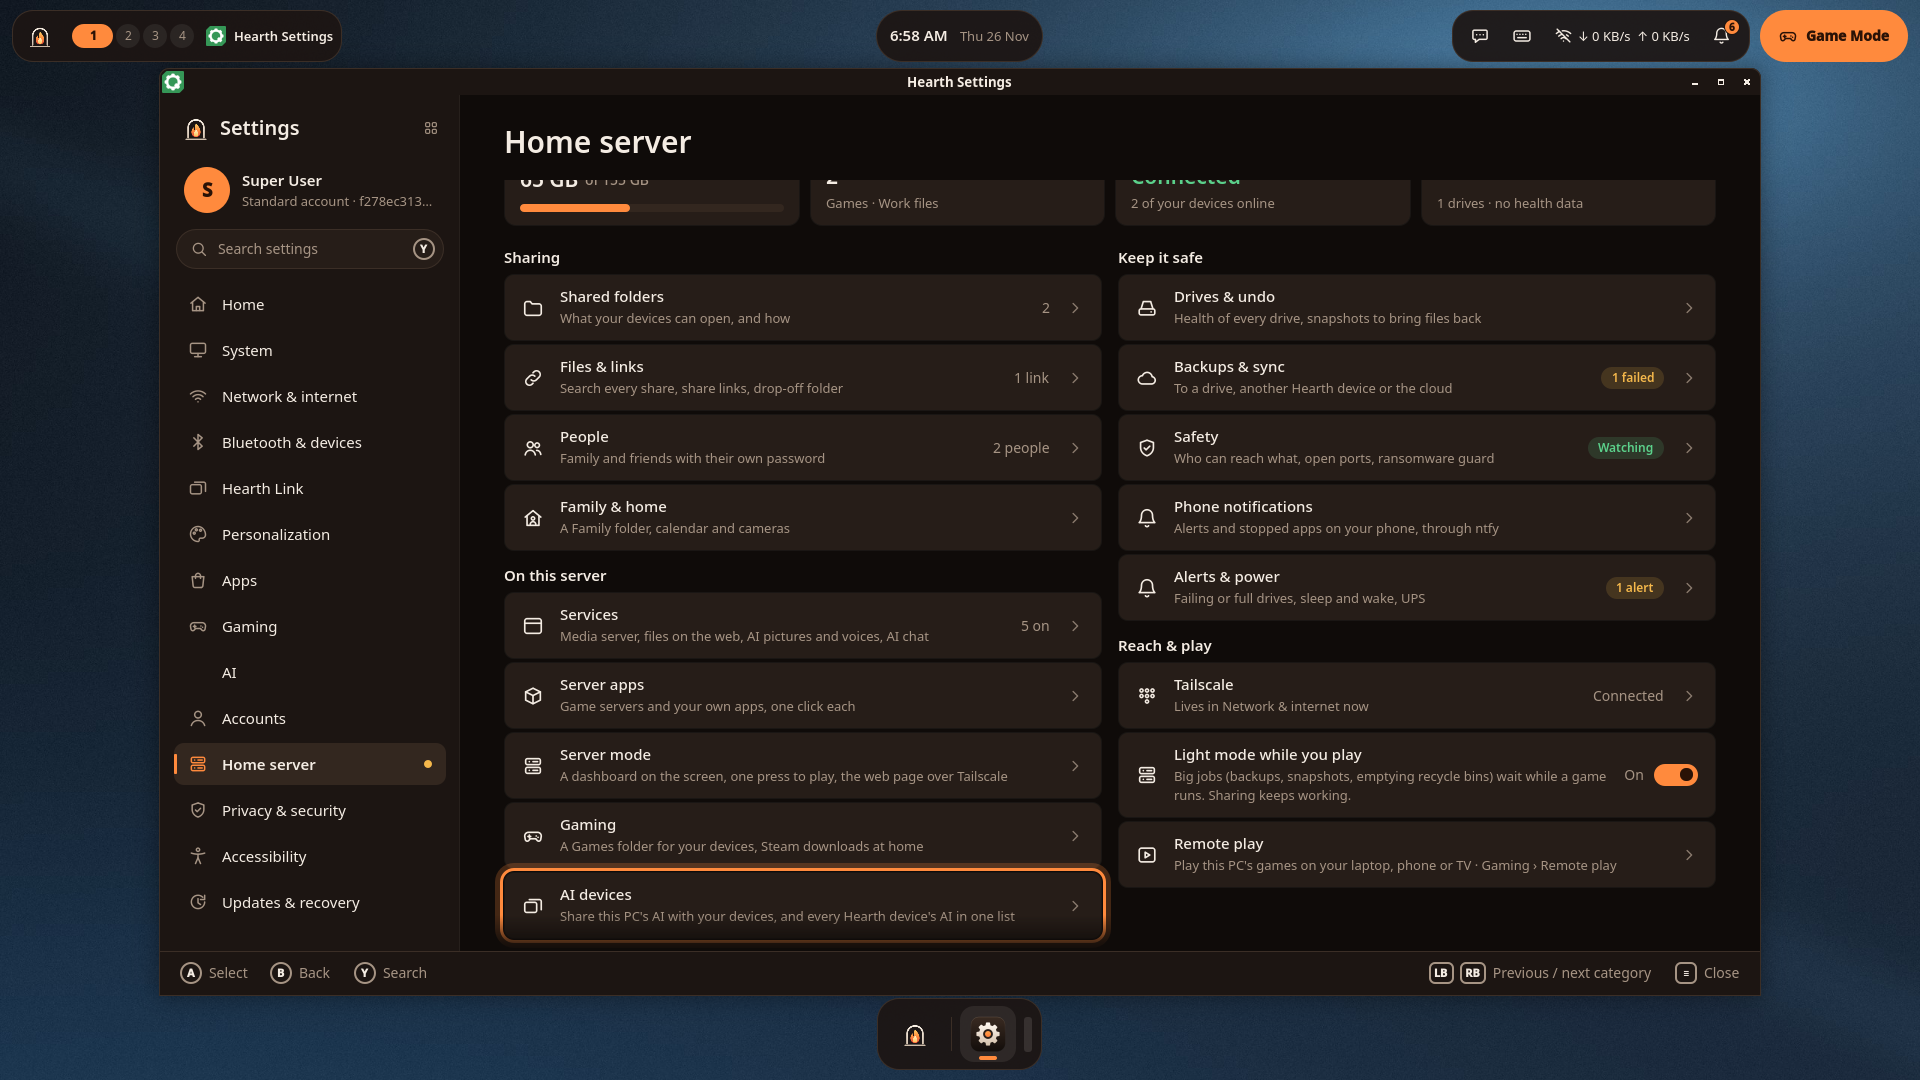 1 2 3 4 Hearth Settings
6:58 AM Thu 26 Nov
↓ 0 KB/s ↑ 0 KB/s 6 Game Mode
Hearth Settings
Settings
S
Super User
Standard account · f278ec313...
Search settings Y
Home
System
Network & internet
Bluetooth & devices
Hearth Link
Personalization
Apps
Gaming
AI
Accounts
Home server
Privacy & security
Accessibility
Updates & recovery
Home server
Games · Work files
Connected
2 of your devices online
1 drives · no health data
Sharing
Shared folders
What your devices can open, and how
2
Files & links
Search every share, share links, drop-off folder
1 link
People
Family and friends with their own password
2 people
Family & home
A Family folder, calendar and cameras
On this server
Services
Media server, files on the web, AI pictures and voices, AI chat
5 on
Server apps
Game servers and your own apps, one click each
Server mode
A dashboard on the screen, one press to play, the web page over Tailscale
Gaming
A Games folder for your devices, Steam downloads at home
AI devices
Share this PC's AI with your devices, and every Hearth device's AI in one list
Keep it safe
Drives & undo
Health of every drive, snapshots to bring files back
Backups & sync
To a drive, another Hearth device or the cloud
1 failed
Safety
Who can reach what, open ports, ransomware guard
Watching
Phone notifications
Alerts and stopped apps on your phone, through ntfy
Alerts & power
Failing or full drives, sleep and wake, UPS
1 alert
Reach & play
Tailscale
Lives in Network & internet now
Connected
Light mode while you play
Big jobs (backups, snapshots, emptying recycle bins) wait while a game
runs. Sharing keeps working.
On
Remote play
Play this PC's games on your laptop, phone or TV · Gaming › Remote play
A Select B Back Y Search
LB RB Previous / next category ≡ Close